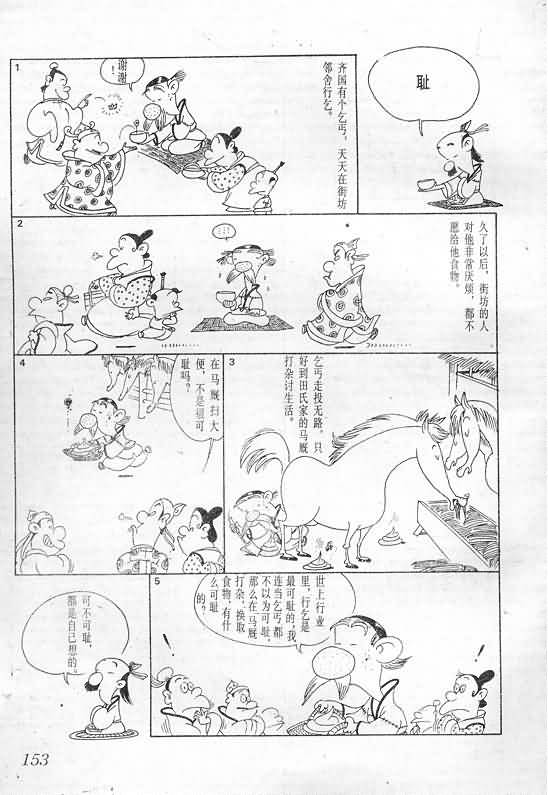 耻
1
齐国有个乞丐，天天在街坊
邻舍行乞。
谢谢
！
2
久了以后，街坊的人
对他非常厌烦，都不
愿给他食物。
……
3
乞丐走投无路，只
好到田氏家的马厩
打杂讨生活。
4
在马厩扫大
便，不是很可
耻吗？
5
世上行业
里，行乞是
最可耻的，我
连当乞丐都
不以为可耻，
那么在马厩
打杂，换取
食物，有什
么可耻
的？
！
！
可不可耻，
都是自己想的。
153